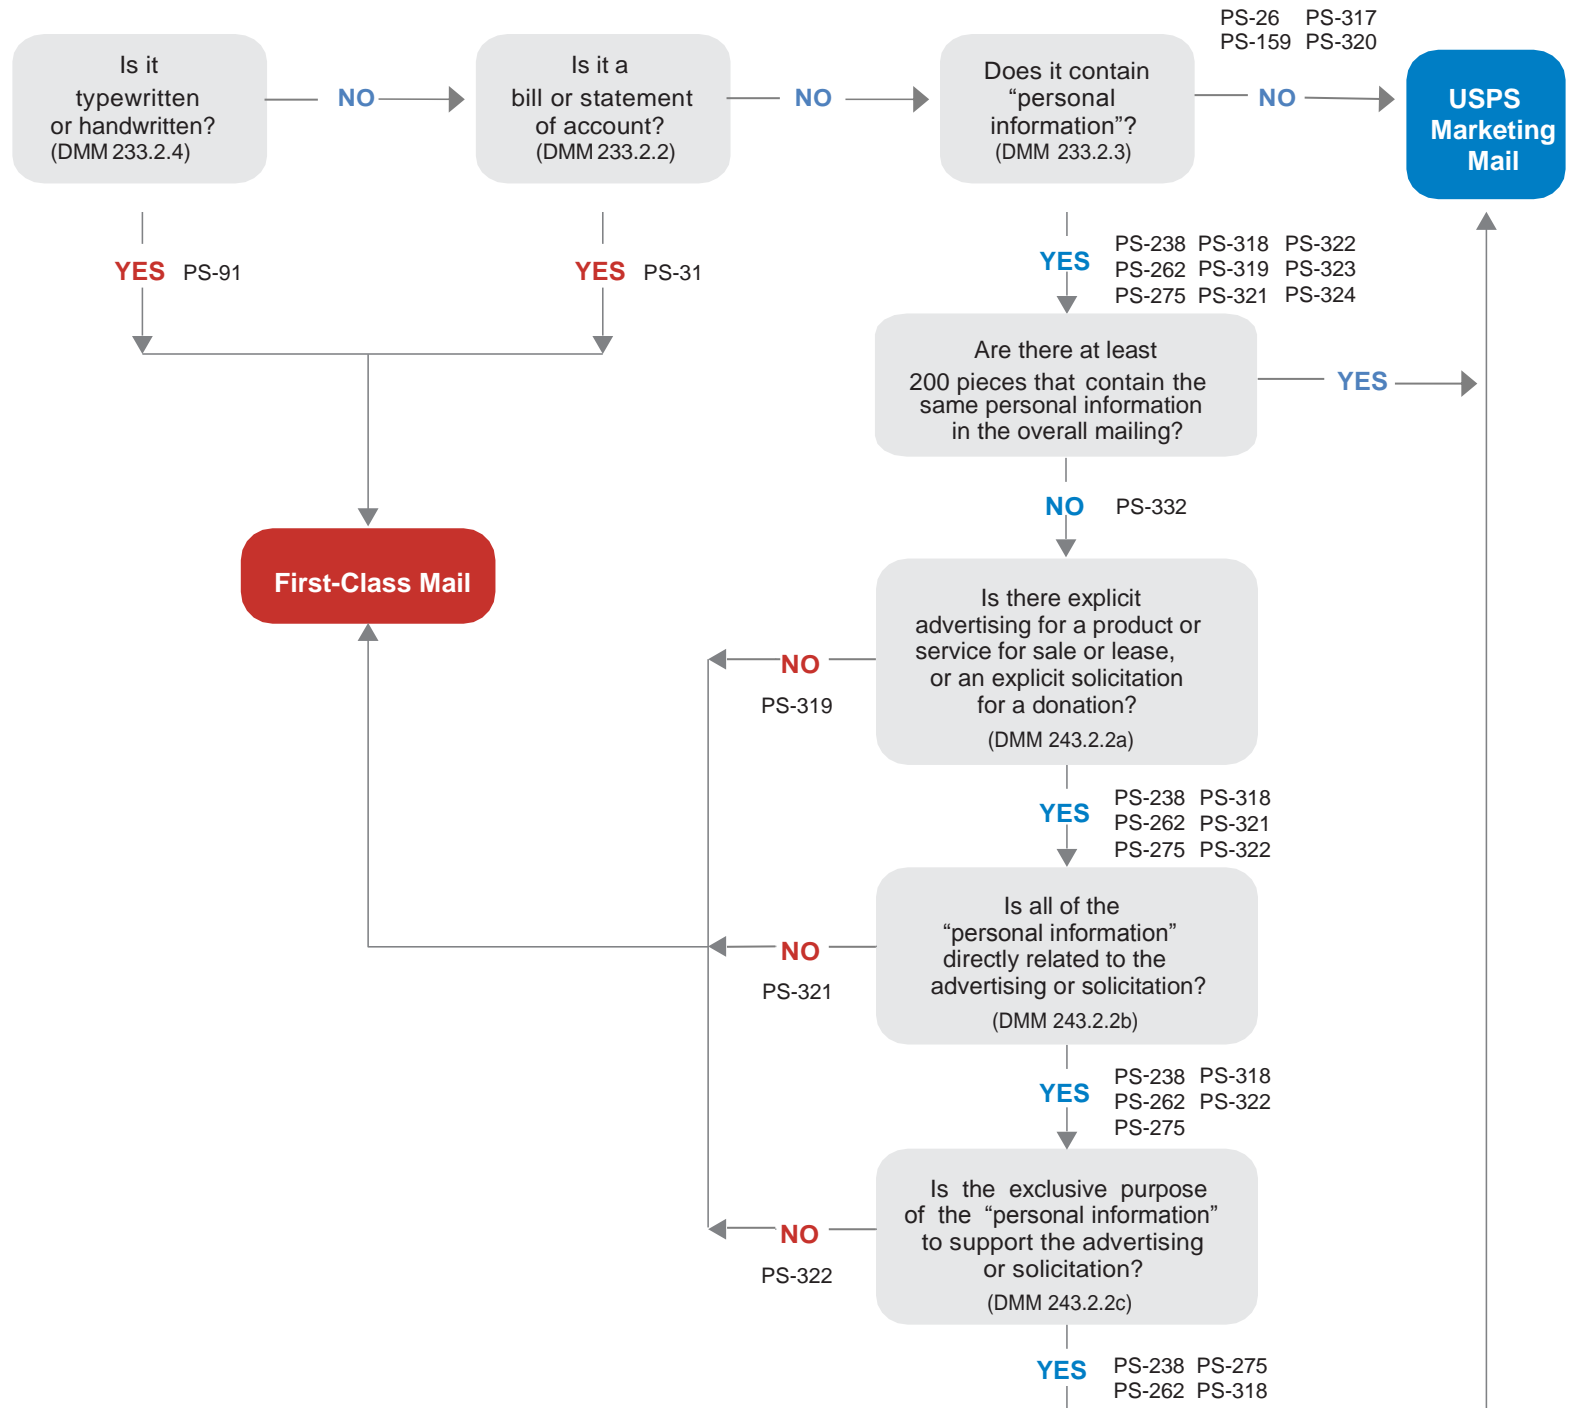 PS-26 PS-317
PS-159 PS-320
Is it
typewritten
or handwritten?
(DMM 233.2.4)
NO
Is it a
bill or statement
of account?
(DMM 233.2.2)
NO
Does it contain
“personal
information”?
(DMM 233.2.3)
NO
USPS
Marketing
Mail
YES PS-91
YES PS-31
YES
PS-238 PS-318 PS-322
PS-262 PS-319 PS-323
PS-275 PS-321 PS-324
Are there at least
200 pieces that contain the
same personal information
in the overall mailing?
YES
NO PS-332
First-Class Mail
Is there explicit
advertising for a product or
service for sale or lease,
or an explicit solicitation
for a donation?
(DMM 243.2.2a)
NO
PS-319
YES
PS-238 PS-318
PS-262 PS-321
PS-275 PS-322
Is all of the
“personal information”
directly related to the
advertising or solicitation?
(DMM 243.2.2b)
NO
PS-321
YES
PS-238 PS-318
PS-262 PS-322
PS-275
Is the exclusive purpose
of the “personal information”
to support the advertising
or solicitation?
(DMM 243.2.2c)
NO
PS-322
YES
PS-238 PS-275
PS-262 PS-318